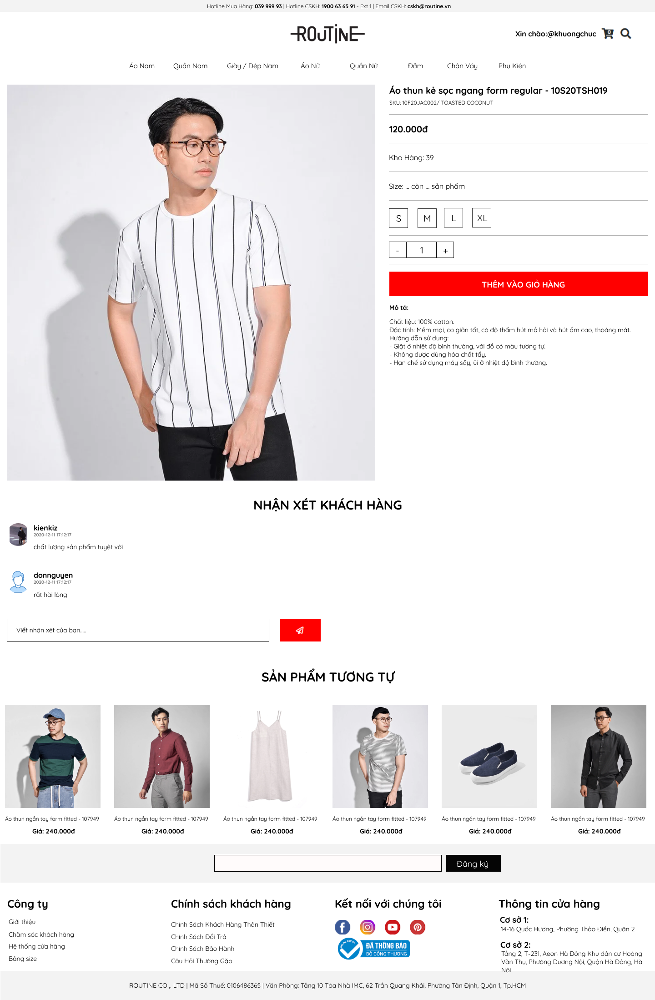 Hotline Mua Hàng: 039 999 93 | Hotline CSKH: 1900 63 65 91 - Ext 1 | Email CSKH: cskh@routine.vn
ROUTINE
Xin chào:@khuongchuc
0
Áo Nam Quần Nam Giày / Dép Nam Áo Nữ Quần Nữ Đầm Chân Váy Phụ Kiện
Áo thun kẻ sọc ngang form regular - 10S20TSH019
SKU: 10F20JAC002/ TOASTED COCONUT
120.000đ
Kho Hàng: 39
Size: ... còn ... sản phẩm
S M L XL
- 1 +
THÊM VÀO GIỎ HÀNG
Mô tả:
Chất liệu: 100% cotton.
Đặc tính: Mềm mại, co giãn tốt, có độ thấm hút mồ hôi và hút ẩm cao, thoáng mát.
Hướng dẫn sử dụng:
- Giặt ở nhiệt độ bình thường, với đồ có màu tương tự.
- Không được dùng hóa chất tẩy.
- Hạn chế sử dụng máy sấy, ủi ở nhiệt độ bình thường.
NHẬN XÉT KHÁCH HÀNG
kienkiz
2020-12-11 17:12:17
chất lượng sản phẩm tuyệt vời
donnguyen
2020-12-11 17:12:17
rất hài lòng
Viết nhận xét của bạn.....
SẢN PHẨM TƯƠNG TỰ
Áo thun ngắn tay form fitted - 107949 Áo thun ngắn tay form fitted - 107949 Áo thun ngắn tay form fitted - 107949 Áo thun ngắn tay form fitted - 107949 Áo thun ngắn tay form fitted - 107949 Áo thun ngắn tay form fitted - 107949
Giá: 240.000đ Giá: 240.000đ Giá: 240.000đ Giá: 240.000đ Giá: 240.000đ Giá: 240.000đ
Đăng ký
Công ty
Giới thiệu
Chăm sóc khách hàng
Hệ thống cửa hàng
Bảng size
Chính sách khách hàng
Chính Sách Khách Hàng Thân Thiết
Chính Sách Đổi Trả
Chính Sách Bảo Hành
Câu Hỏi Thường Gặp
Kết nối với chúng tôi
ONLINE.GOV.VN
ĐÃ THÔNG BÁO
BỘ CÔNG THƯƠNG
Thông tin cửa hàng
Cơ sở 1:
14-16 Quốc Hương, Phường Thảo Điền, Quận 2
Cơ sở 2:
Tầng 2, T-231, Aeon Hà Đông Khu dân cư Hoàng
Văn Thụ, Phường Dương Nội, Quận Hà Đông, Hà
Nội
ROUTINE CO ,. LTD | Mã Số Thuế: 0106486365 | Văn Phòng: Tầng 10 Tòa Nhà IMC, 62 Trần Quang Khải, Phường Tân Định, Quận 1, Tp.HCM